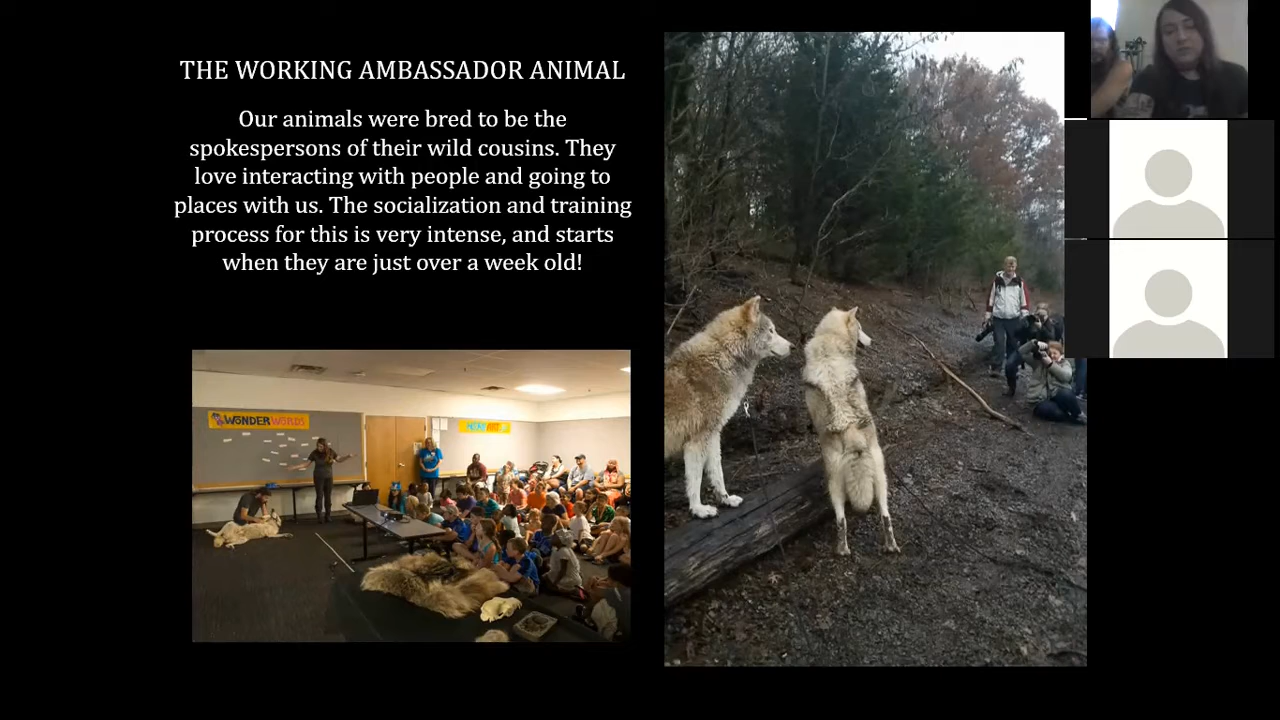 THE WORKING AMBASSADOR ANIMAL
Our animals were bred to be the
spokespersons of their wild cousins. They
love interacting with people and going to
places with us. The socialization and training
process for this is very intense, and starts
when they are just over a week old!
WONDER WORDS